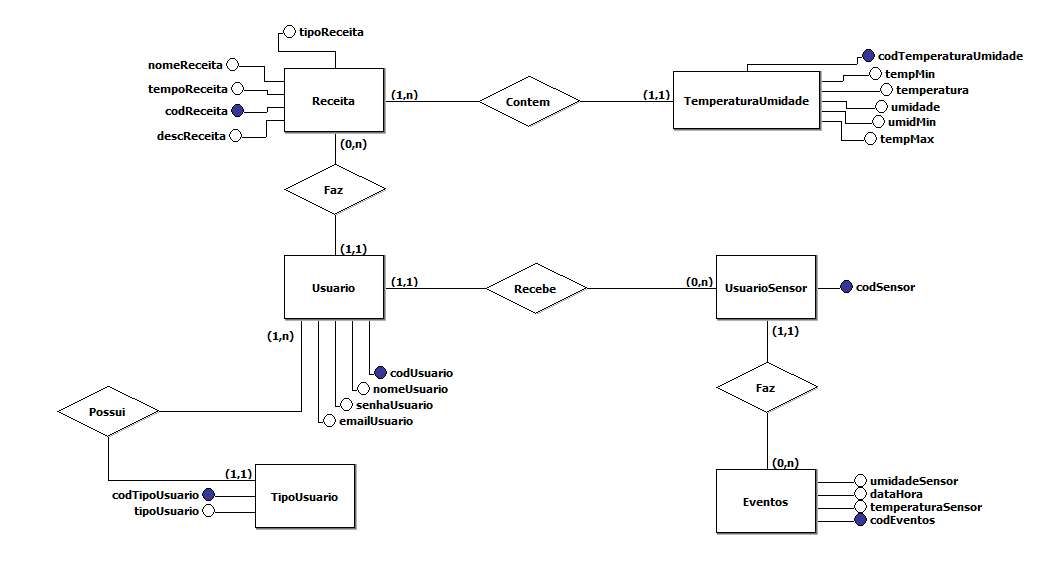 tipoReceita
nomeReceita
tempoReceita
codReceita
descReceita
Receita
(1,n)
Contem
(1,1)
TemperaturaUmidade
codTemperaturaUmidade
tempMin
temperatura
umidade
umidMin
tempMax
(0,n)
Faz
(1,1)
Usuario
(1,1)
Recebe
(0,n)
UsuarioSensor
codSensor
(1,n)
codUsuario
nomeUsuario
senhaUsuario
emailUsuario
(1,1)
Faz
(0,n)
Possui
(1,1)
codTipoUsuario
tipoUsuario
TipoUsuario
Eventos
umidadeSensor
dataHora
temperaturaSensor
codEventos